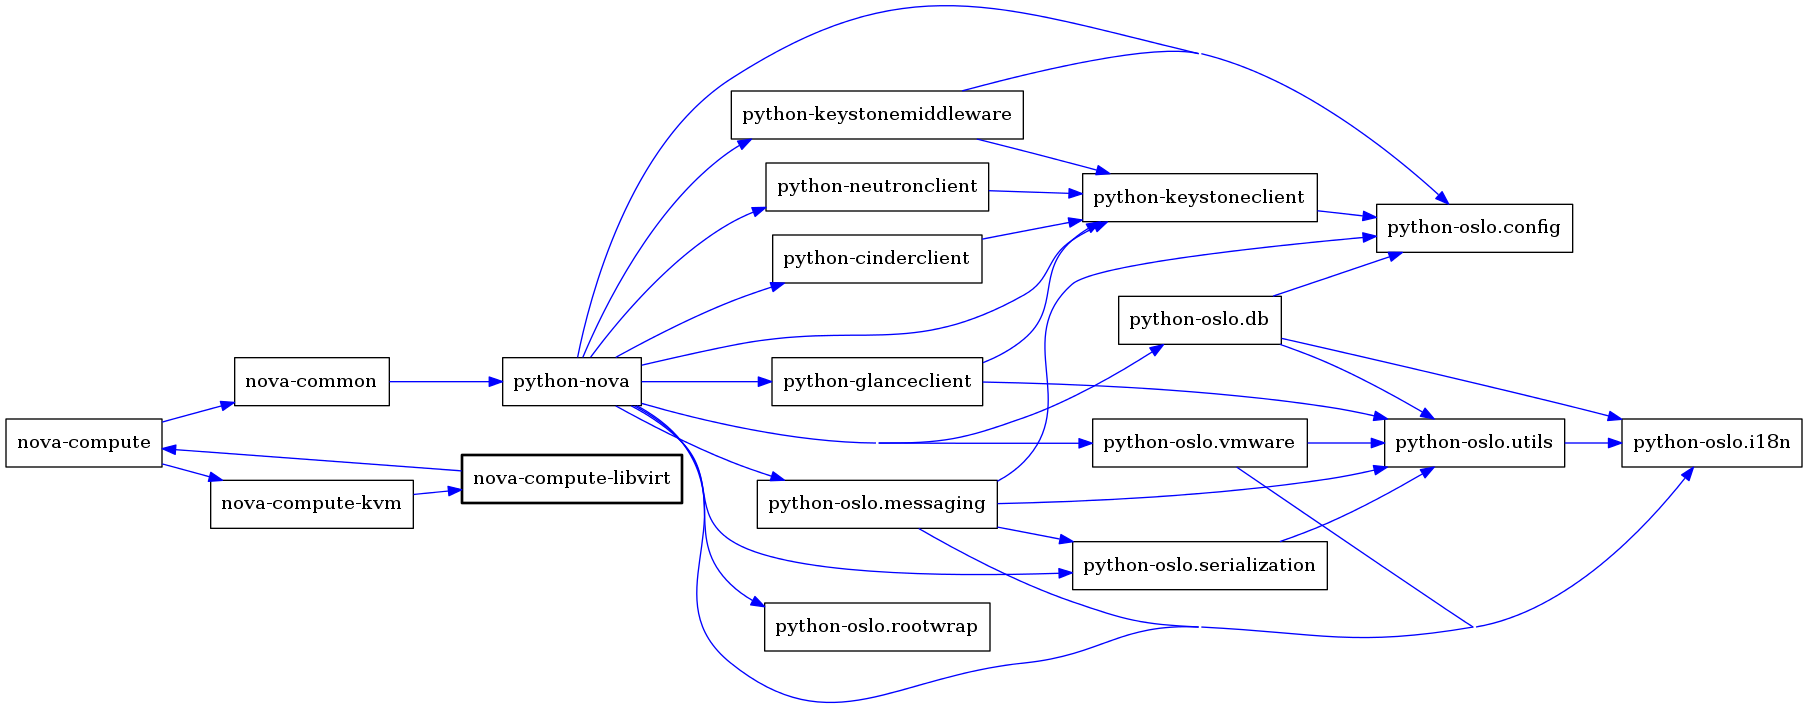 python-keystonemiddleware
python-neutronclient
python-keystoneclient
python-oslo.config
python-cinderclient
python-oslo.db
nova-common
python-nova
python-glanceclient
nova-compute
python-oslo.vmware
python-oslo.utils
python-oslo.i18n
nova-compute-libvirt
nova-compute-kvm
python-oslo.messaging
python-oslo.serialization
python-oslo.rootwrap